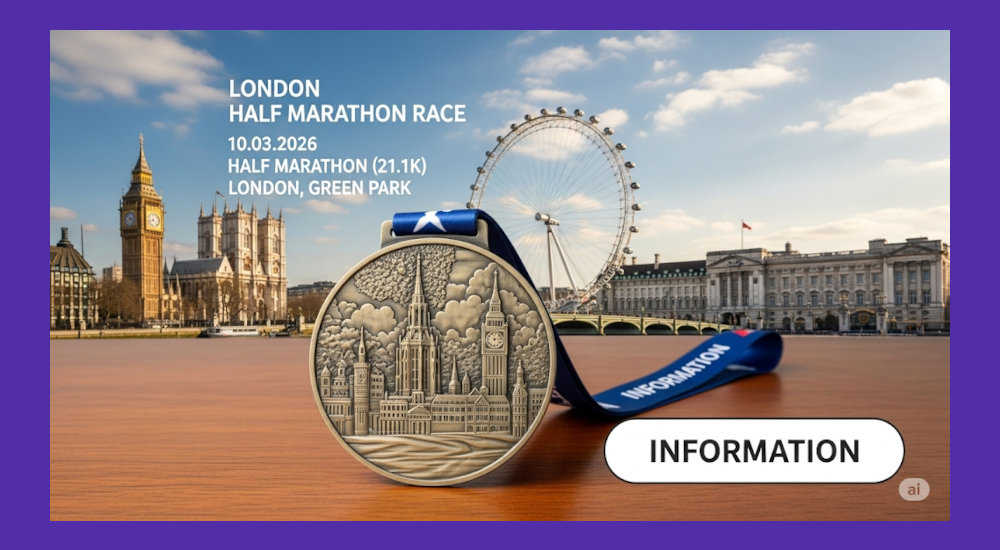 LONDON
HALF MARATHON RACE
10.03.2026
HALF MARATHON (21.1K)
LONDON, GREEN PARK
INFORMATION
INFORMATION
ai